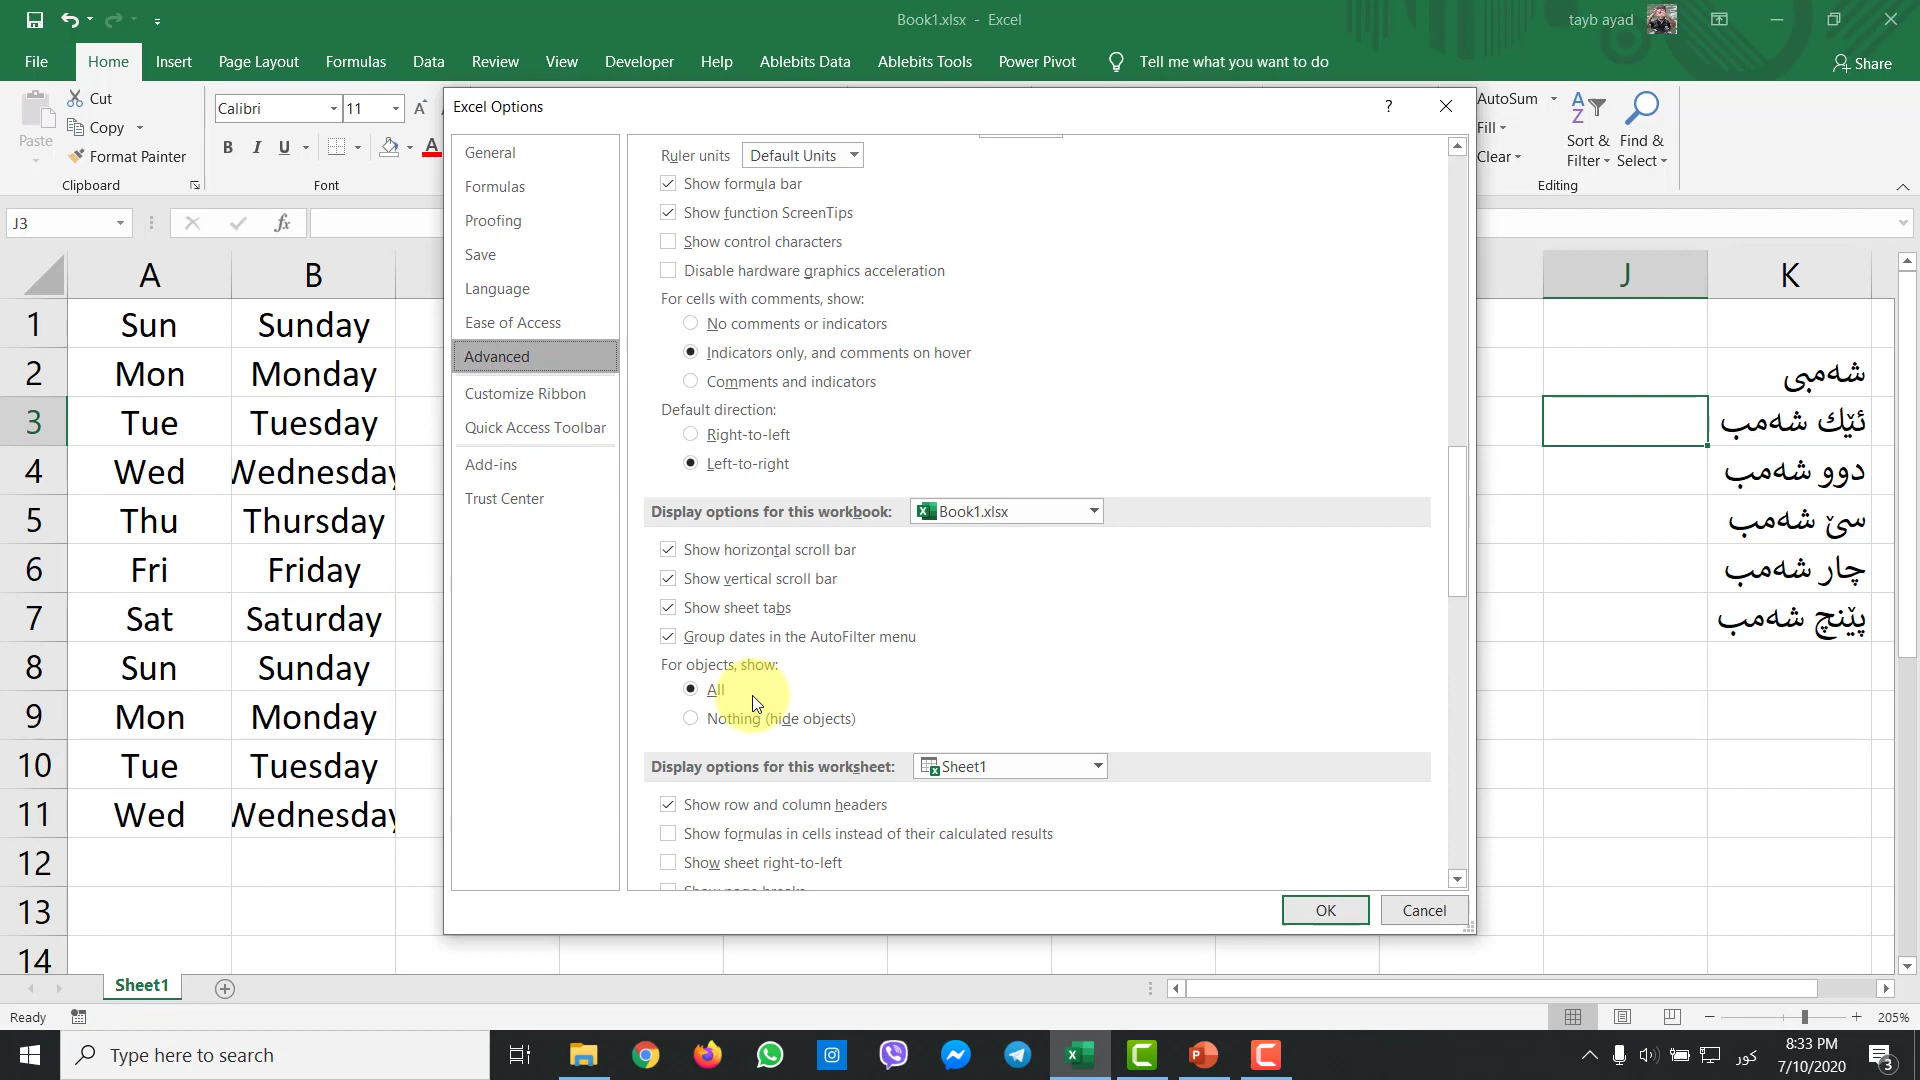 Book1.xlsx - Excel
tayb ayad
File Home Insert Page Layout Formulas Data Review View Developer Help Ablebits Data Ablebits Tools Power Pivot Tell me what you want to do Share
Paste
Cut
Copy
Format Painter
Clipboard
Calibri 11
B I U
Font
AutoSum
Fill
Clear
Sort & Filter
Find & Select
Editing
J3
fx
Excel Options
General
Formulas
Proofing
Save
Language
Ease of Access
Advanced
Customize Ribbon
Quick Access Toolbar
Add-ins
Trust Center
Ruler units Default Units
Show formula bar
Show function ScreenTips
Show control characters
Disable hardware graphics acceleration
For cells with comments, show:
No comments or indicators
Indicators only, and comments on hover
Comments and indicators
Default direction:
Right-to-left
Left-to-right
Display options for this workbook: Book1.xlsx
Show horizontal scroll bar
Show vertical scroll bar
Show sheet tabs
Group dates in the AutoFilter menu
For objects, show:
All
Nothing (hide objects)
Display options for this worksheet: Sheet1
Show row and column headers
Show formulas in cells instead of their calculated results
Show sheet right-to-left
OK Cancel
A B J K
1 Sun Sunday
2 Mon Monday شەمبی
3 Tue Tuesday ئێك شەمب
4 Wed Wednesday دوو شەمب
5 Thu Thursday سێ شەمب
6 Fri Friday چار شەمب
7 Sat Saturday پێنچ شەمب
8 Sun Sunday
9 Mon Monday
10 Tue Tuesday
11 Wed Wednesday
12
13
14
Sheet1
Ready
205%
Type here to search
كور
8:33 PM
7/10/2020
3